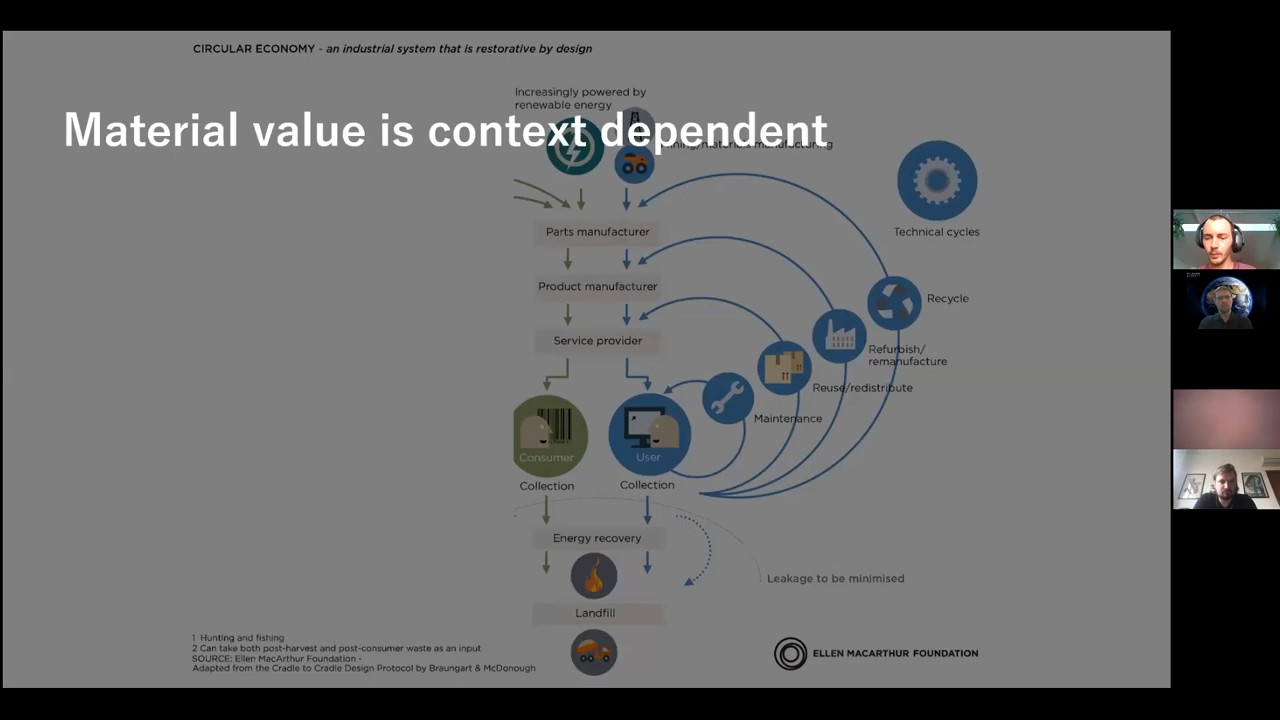 CIRCULAR ECONOMY - an industrial system that is restorative by design
Increasingly powered by
renewable energy
Material value is context dependent
manufacturing
Parts manufacturer
Technical cycles
Product manufacturer
Recycle
Service provider
Refurbish/
remanufacture
Reuse/redistribute
Maintenance
Consumer
User
Collection
Collection
Energy recovery
Leakage to be minimised
Landfill
1 Hunting and fishing
2 Can take both post-harvest and post-consumer waste as an input
SOURCE: Ellen MacArthur Foundation -
Adapted from the Cradle to Cradle Design Protocol by Braungart & McDonough
ELLEN MACARTHUR FOUNDATION